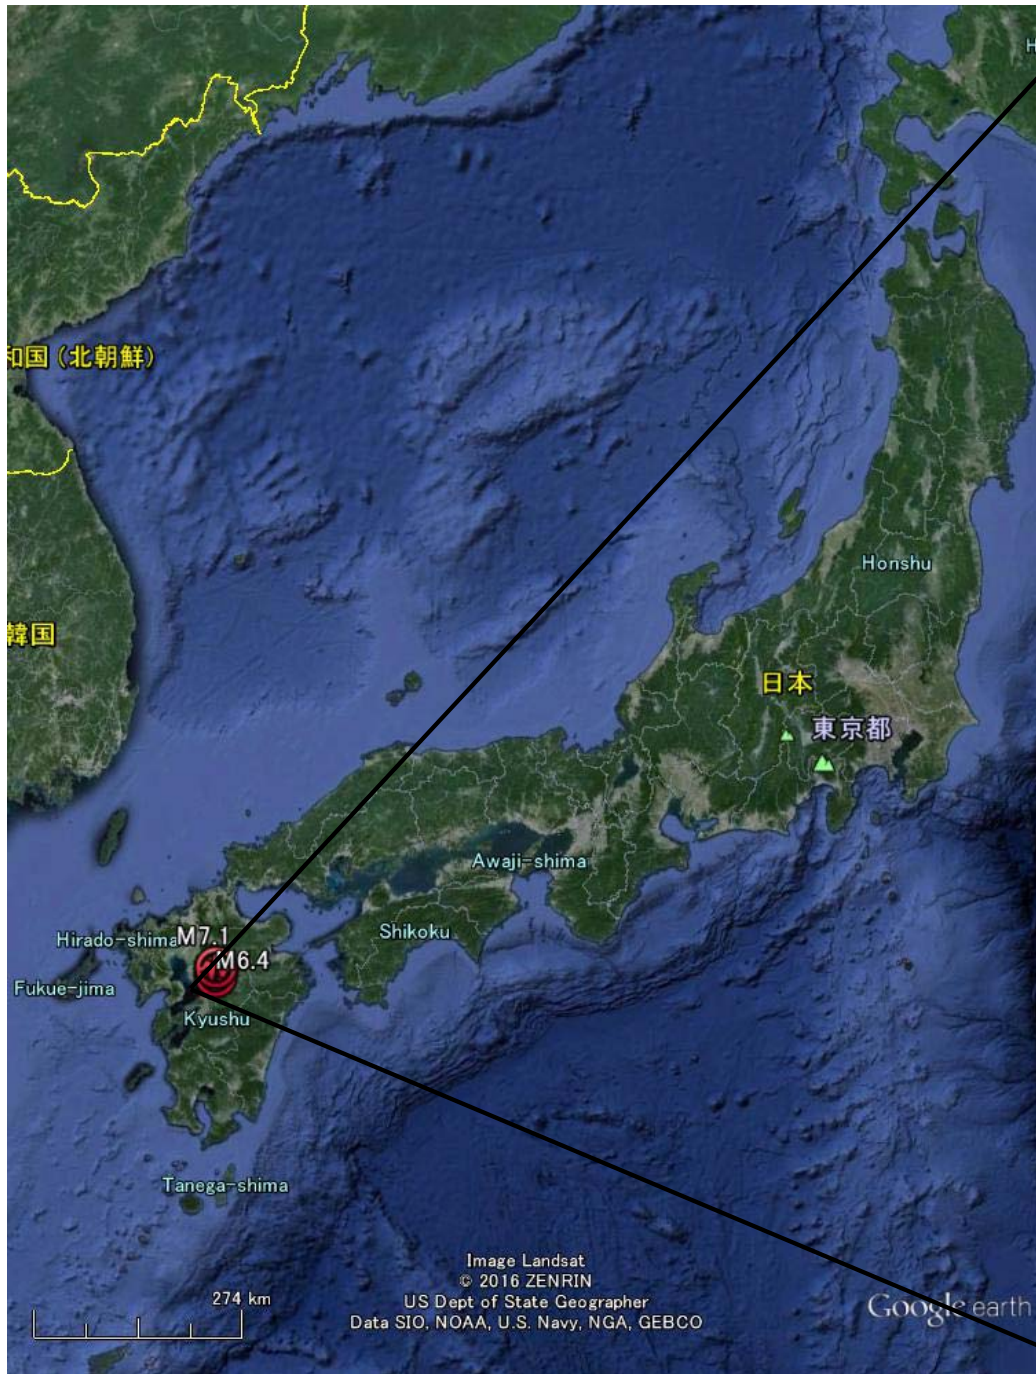 H
和国 (北朝鮮)
韓国
Honshu
日本
東京都
Awaji-shima
Shikoku
Hirado-shima
M7.1
M6.4
Fukue-jima
Kyushu
Tanega-shima
274 km
Image Landsat
© 2016 ZENRIN
US Dept of State Geographer
Data SIO, NOAA, U.S. Navy, NGA, GEBCO
Google earth